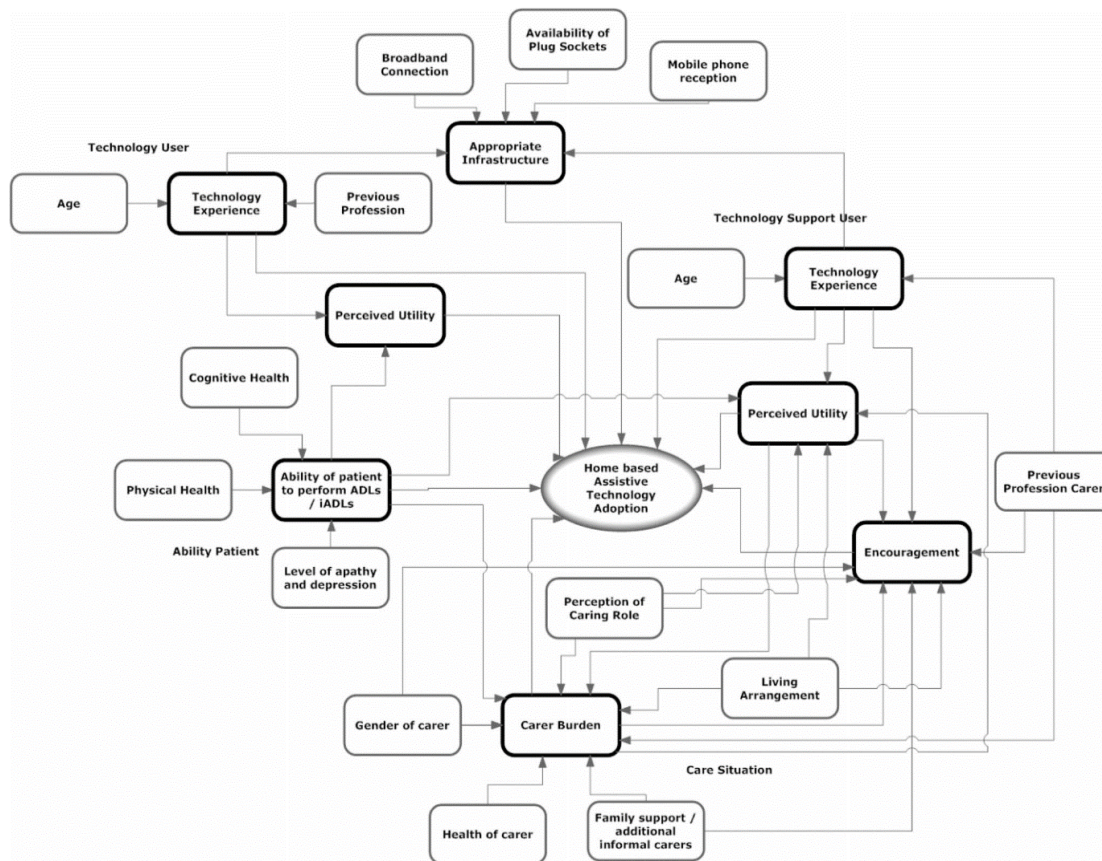 Availability of
Plug Sockets
Broadband
Connection
Mobile phone
reception
Appropriate
Infrastructure
Technology User
Age
Technology
Experience
Previous
Profession
Technology Support User
Age
Technology
Experience
Perceived Utility
Cognitive Health
Perceived Utility
Physical Health
Ability of patient
to perform ADLs
/ iADLs
Home based
Assistive
Technology
Adoption
Previous
Profession Carer
Ability Patient
Encouragement
Level of apathy
and depression
Perception of
Caring Role
Living
Arrangement
Gender of carer
Carer Burden
Care Situation
Health of carer
Family support /
additional
informal carers